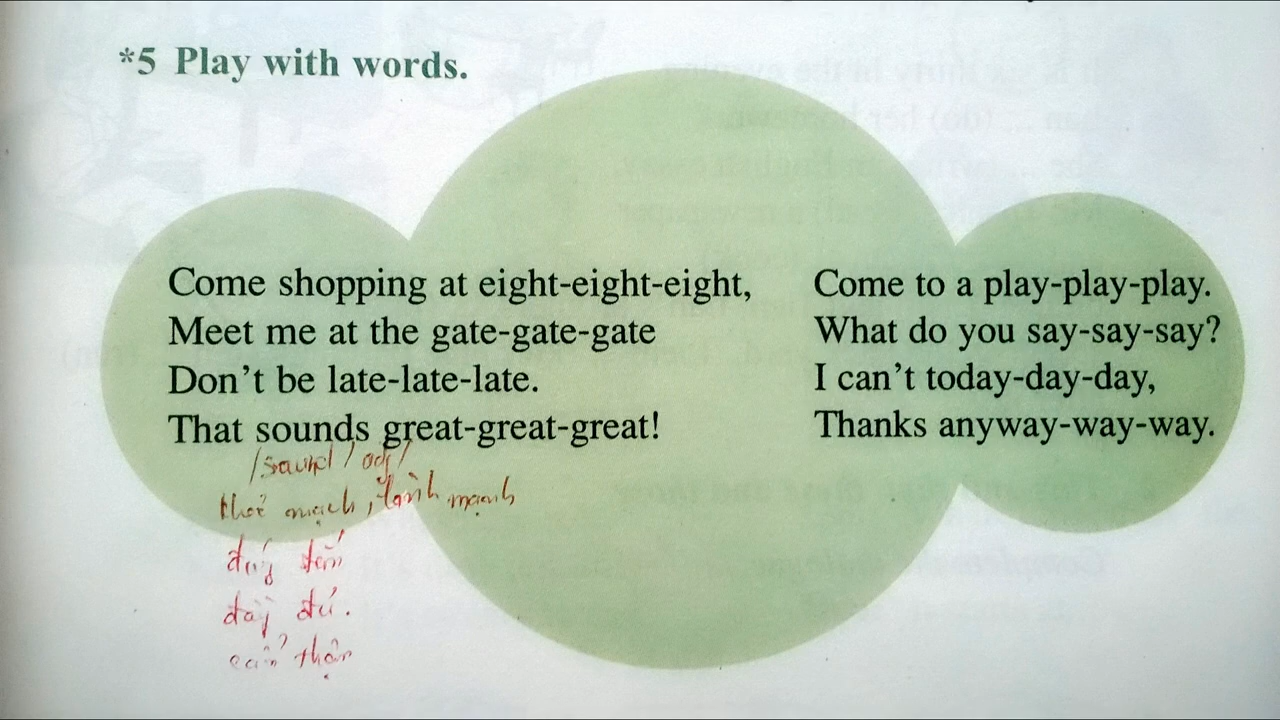 *5 Play with words.
Come shopping at eight-eight-eight,
Meet me at the gate-gate-gate
Don't be late-late-late.
That sounds great-great-great!
Come to a play-play-play.
What do you say-say-say?
I can't today-day-day,
Thanks anyway-way-way.
/saund/ adj/
khoẻ mạch, lành mạnh
đúng đắn
đầy đủ.
cẩn thận